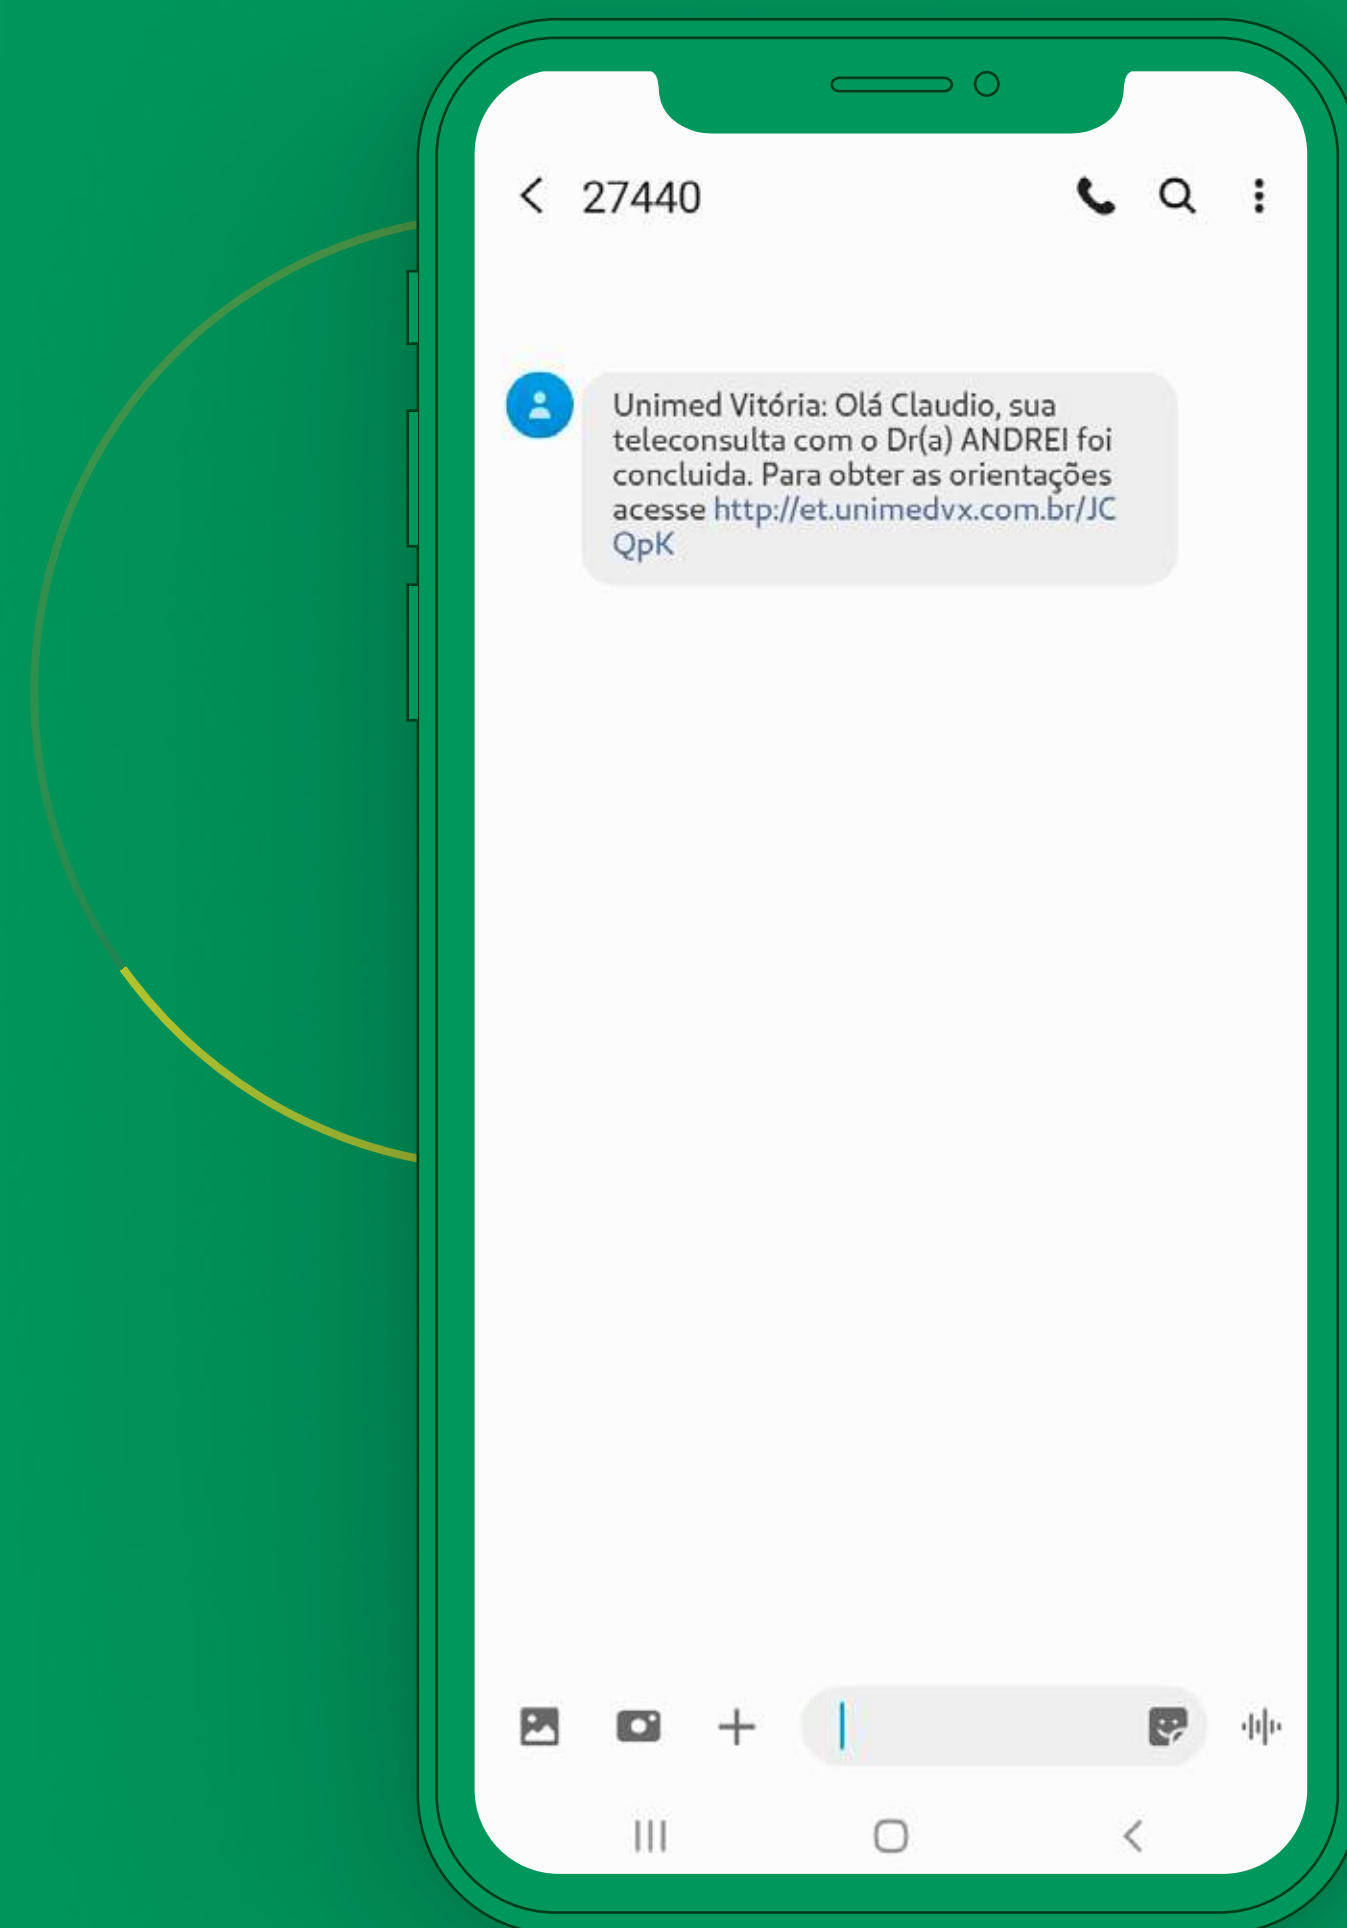 27440
Unimed Vitória: Olá Claudio, sua
teleconsulta com o Dr(a) ANDREI foi
concluida. Para obter as orientações
acesse http://et.unimedvx.com.br/JC
QpK